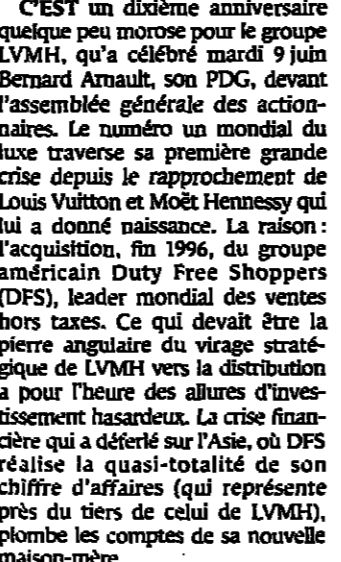 C'EST un dixième anniversaire
quelque peu morose pour le groupe
LVMH, qu'a célébré mardi 9 juin
Bernard Arnault, son PDG, devant
l'assemblée générale des action-
naires. Le numéro un mondial du
luxe traverse sa première grande
crise depuis le rapprochement de
Louis Vuitton et Moët Hennessy qui
lui a donné naissance. La raison :
l'acquisition, fin 1996, du groupe
américain Duty Free Shoppers
(DFS), leader mondial des ventes
hors taxes. Ce qui devait être la
pierre angulaire du virage straté-
gique de LVMH vers la distribution
a pour l'heure des allures d'inves-
tissement hasardeux. La crise finan-
cière qui a déferlé sur l'Asie, où DFS
réalise la quasi-totalité de son
chiffre d'affaires (qui représente
près du tiers de celui de LVMH),
plombe les comptes de sa nouvelle
maison-mère